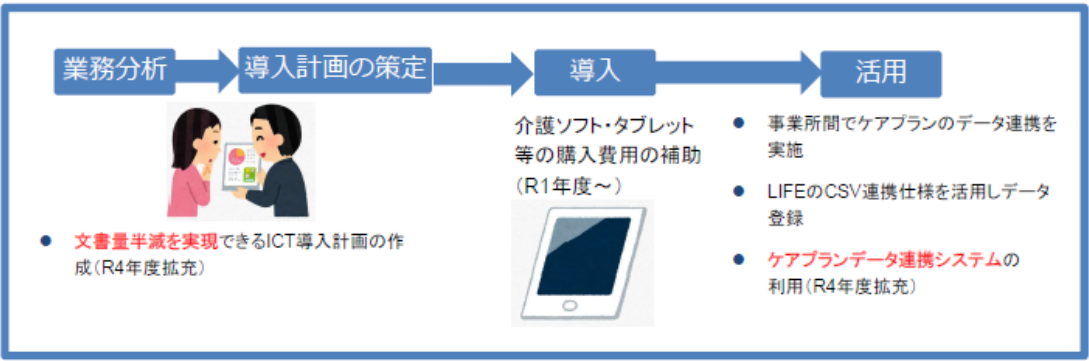 業務分析
導入計画の策定
導入
活用
● 文書量半減を実現できるICT導入計画の作
成(R4年度拡充)
介護ソフト・タブレット
等の購入費用の補助
(R1年度~)
● 事業所間でケアプランのデータ連携を
実施
● LIFEのCSV連携仕様を活用しデータ
登録
● ケアプランデータ連携システムの
利用(R4年度拡充)